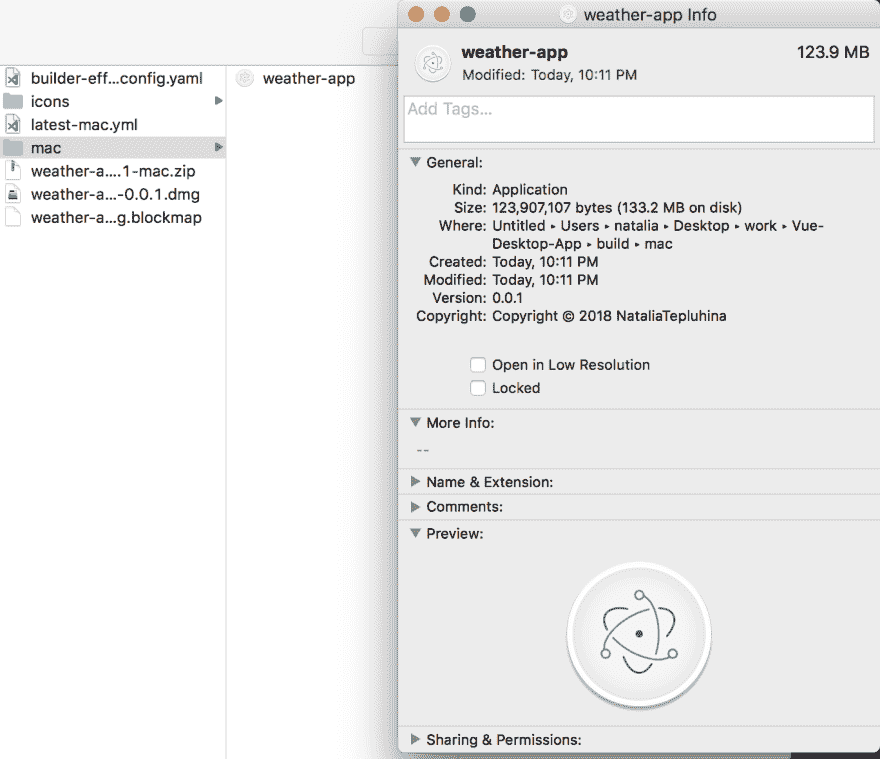 builder-eff...config.yaml
icons
latest-mac.yml
mac
weather-a....1-mac.zip
weather-a...-0.0.1.dmg
weather-a...g.blockmap
weather-app
weather-app Info
weather-app 123.9 MB
Modified: Today, 10:11 PM
Add Tags...
General:
Kind: Application
Size: 123,907,107 bytes (133.2 MB on disk)
Where: Untitled ▸ Users ▸ natalia ▸ Desktop ▸ work ▸ Vue-
Desktop-App ▸ build ▸ mac
Created: Today, 10:11 PM
Modified: Today, 10:11 PM
Version: 0.0.1
Copyright: Copyright © 2018 NataliaTepluhina
Open in Low Resolution
Locked
More Info:
--
Name & Extension:
Comments:
Preview:
Sharing & Permissions: